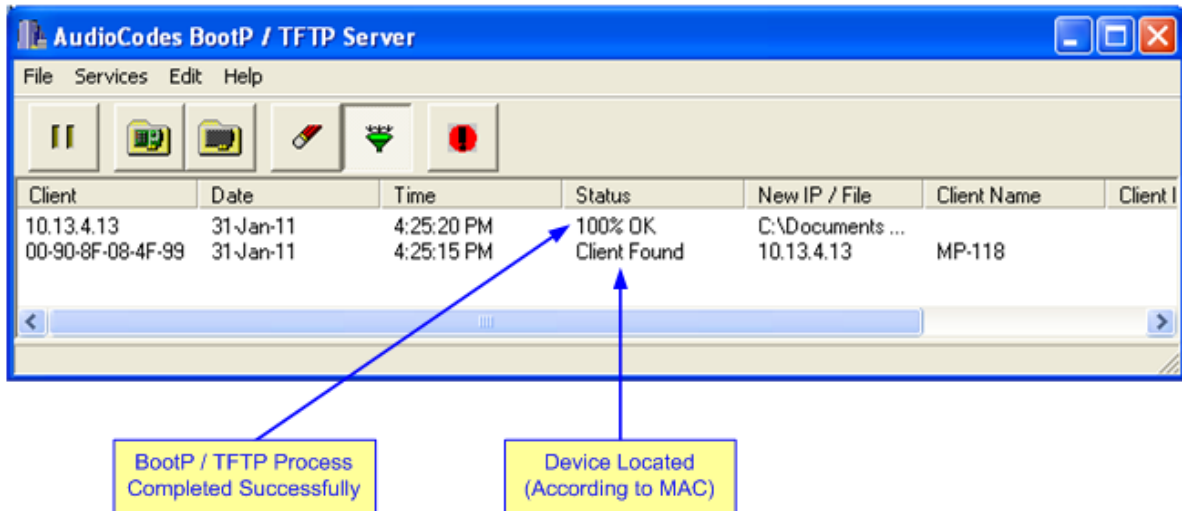 AudioCodes BootP / TFTP Server
File Services Edit Help
Client Date Time Status New IP / File Client Name Client I
10.13.4.13 31-Jan-11 4:25:20 PM 100% OK C:\Documents ...
00-90-8F-08-4F-99 31-Jan-11 4:25:15 PM Client Found 10.13.4.13 MP-118
BootP / TFTP Process
Completed Successfully
Device Located
(According to MAC)